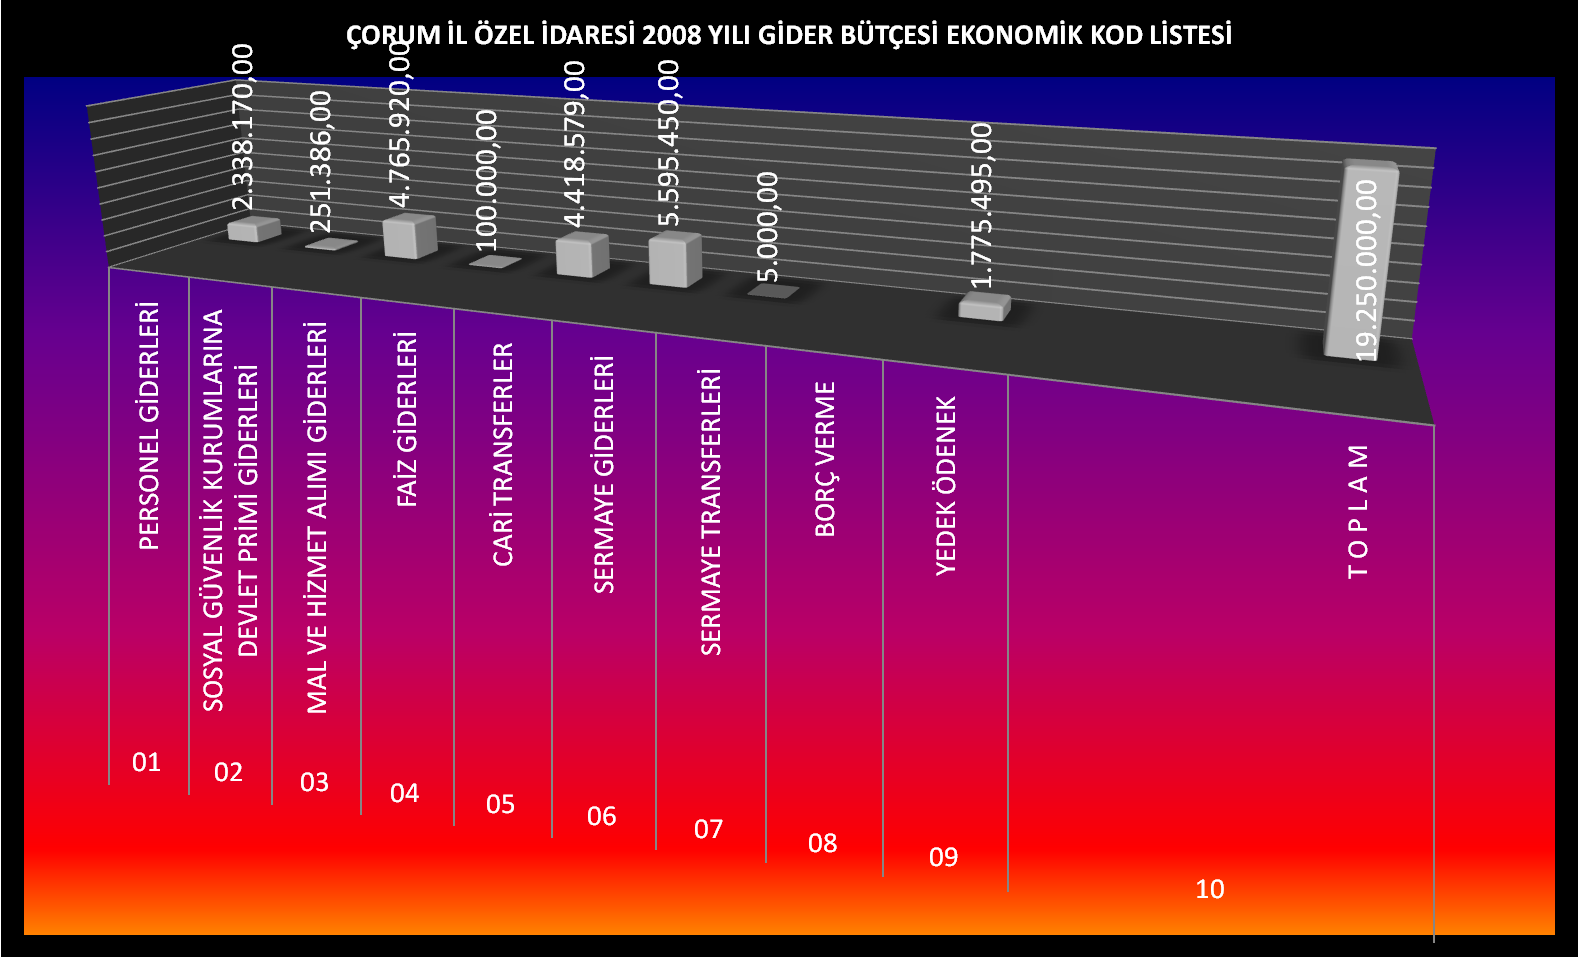 ÇORUM İL ÖZEL İDARESİ 2008 YILI GİDER BÜTÇESİ EKONOMİK KOD LİSTESİ
2.338.170,00
251.386,00
4.765.920,00
100.000,00
4.418.579,00
5.595.450,00
5.000,00
1.775.495,00
19.250.000,00
PERSONEL GİDERLERİ
SOSYAL GÜVENLİK KURUMLARINA
DEVLET PRİMİ GİDERLERİ
MAL VE HİZMET ALIMI GİDERLERİ
FAİZ GİDERLERİ
CARİ TRANSFERLER
SERMAYE GİDERLERİ
SERMAYE TRANSFERLERİ
BORÇ VERME
YEDEK ÖDENEK
T O P L A M
01
02
03
04
05
06
07
08
09
10